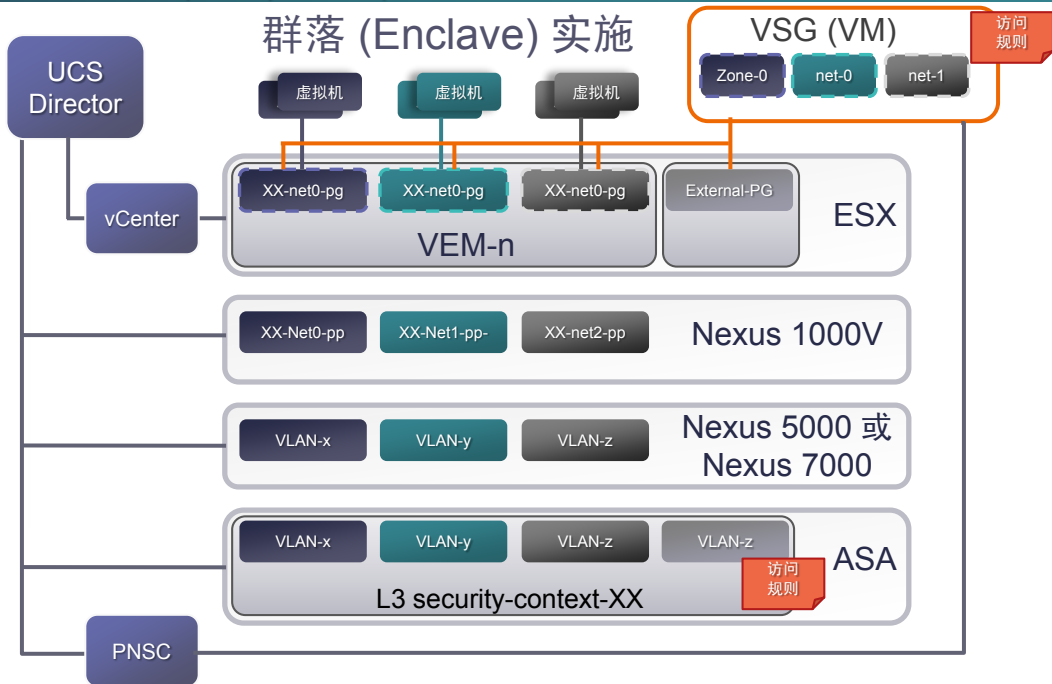 群落 (Enclave) 实施
UCS
Director
VSG (VM)
访问
规则
Zone-0
net-0
net-1
虚拟机
虚拟机
虚拟机
vCenter
XX-net0-pg
XX-net0-pg
XX-net0-pg
External-PG
ESX
VEM-n
XX-Net0-pp
XX-Net1-pp-
XX-net2-pp
Nexus 1000V
VLAN-x
VLAN-y
VLAN-z
Nexus 5000 或
Nexus 7000
VLAN-x
VLAN-y
VLAN-z
VLAN-z
ASA
访问
规则
L3 security-context-XX
PNSC